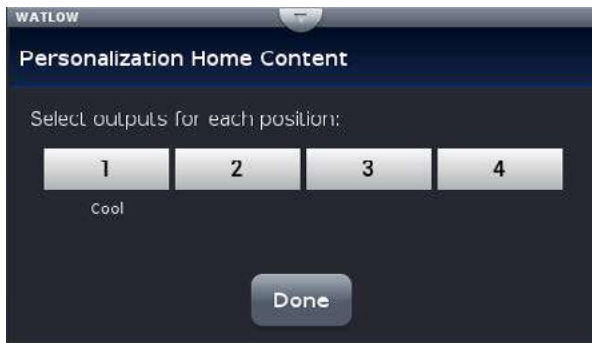 WATLOW
Personalization Home Content
Select outputs for each position:
1 2 3 4
Cool
Done